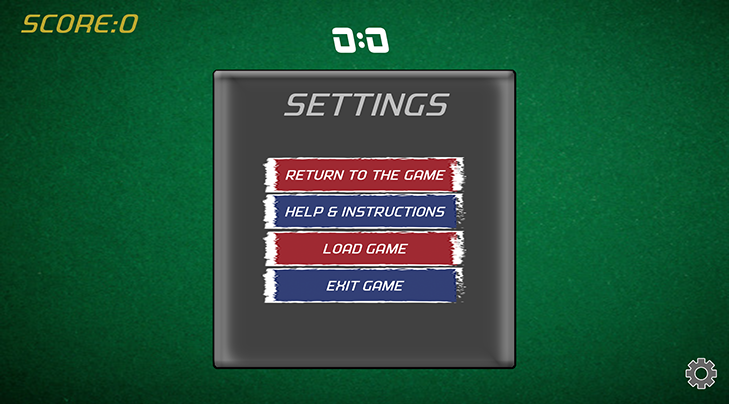 SCORE:0
0:0
SETTINGS
RETURN TO THE GAME
HELP & INSTRUCTIONS
LOAD GAME
EXIT GAME